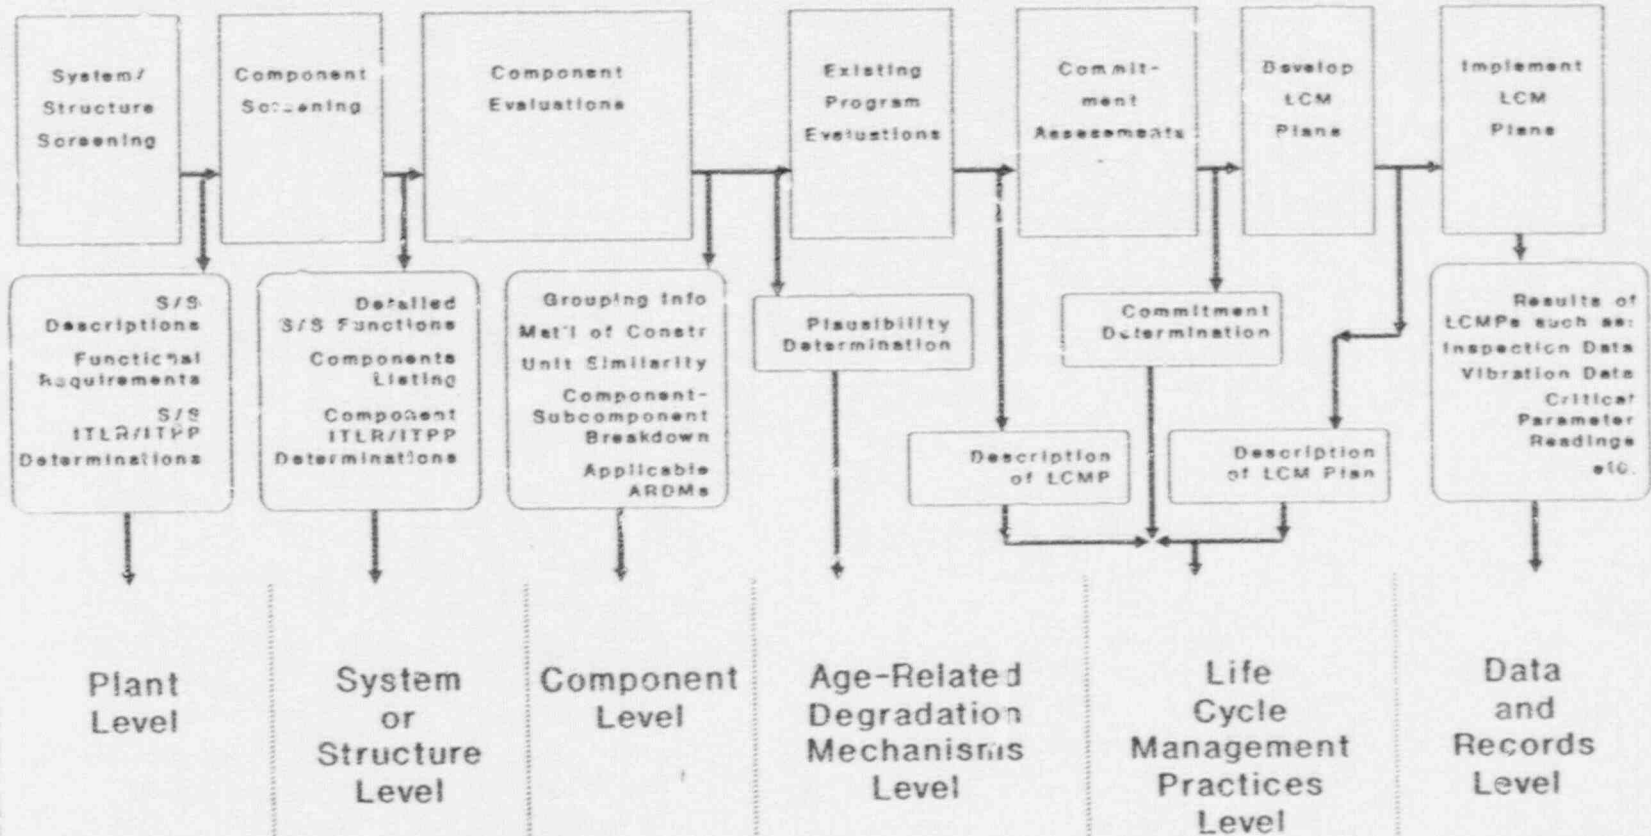 System/
Structure
Screening
Component
Screening
Component
Evaluations
Existing
Program
Evaluations
Commit-
ment
Assesements
Develop
LCM
Plans
Implement
LCM
Plans
S/S
Descriptions
Functional
Requirements
S/S
ITLR/ITPP
Determinations
Detailed
S/S Functions
Components
Listing
Component
ITLR/ITPP
Determinations
Grouping Info
Mat'l of Constr
Unit Similarity
Component-
Subcomponent
Breakdown
Applicable
ARDMs
Plausibility
Determination
Description
of LCMP
Commitment
Determination
Description
of LCM Plan
Results of
LCMPs such as:
Inspection Data
Vibration Data
Critical
Parameter
Readings
etc.
Plant
Level
System
or
Structure
Level
Component
Level
Age-Related
Degradation
Mechanisms
Level
Life
Cycle
Management
Practices
Level
Data
and
Records
Level